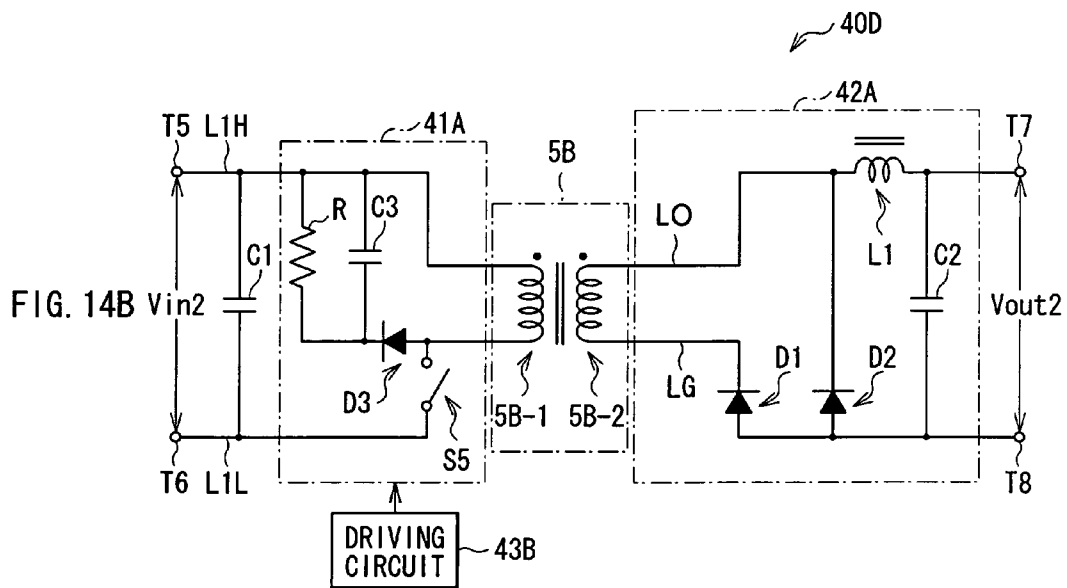 40D
41A
42A
T5
L1H
5B
T7
R
C3
LO
L1
C1
C2
FIG. 14B
Vin2
Vout2
D3
D1
D2
5B-1
5B-2
LG
S5
T6
L1L
T8
DRIVING
CIRCUIT
43B